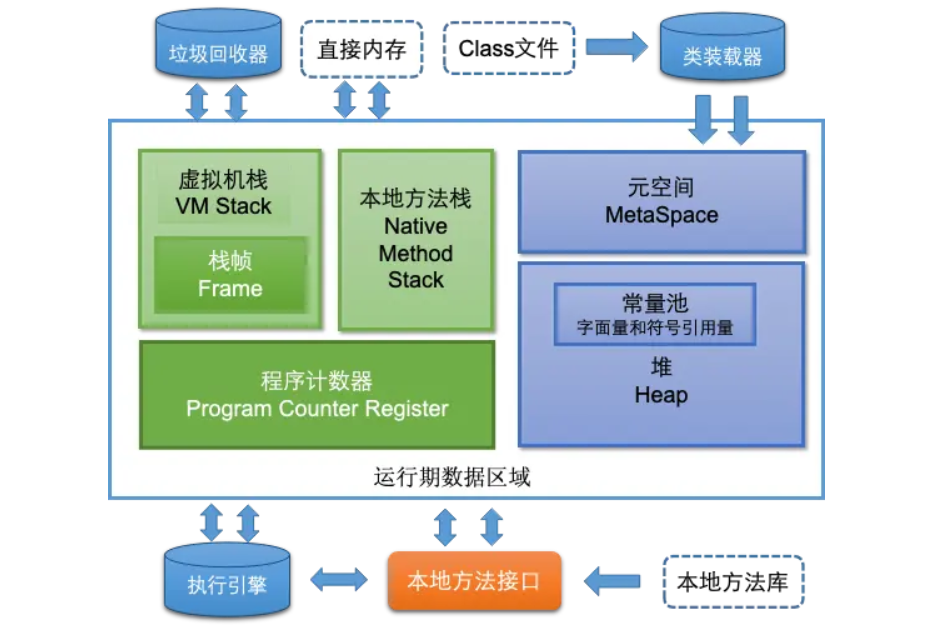 垃圾回收器
直接内存
Class文件
类装载器
虚拟机栈
VM Stack
栈帧
Frame
本地方法栈
Native
Method
Stack
元空间
MetaSpace
常量池
字面量和符号引用量
堆
Heap
程序计数器
Program Counter Register
运行期数据区域
执行引擎
本地方法接口
本地方法库